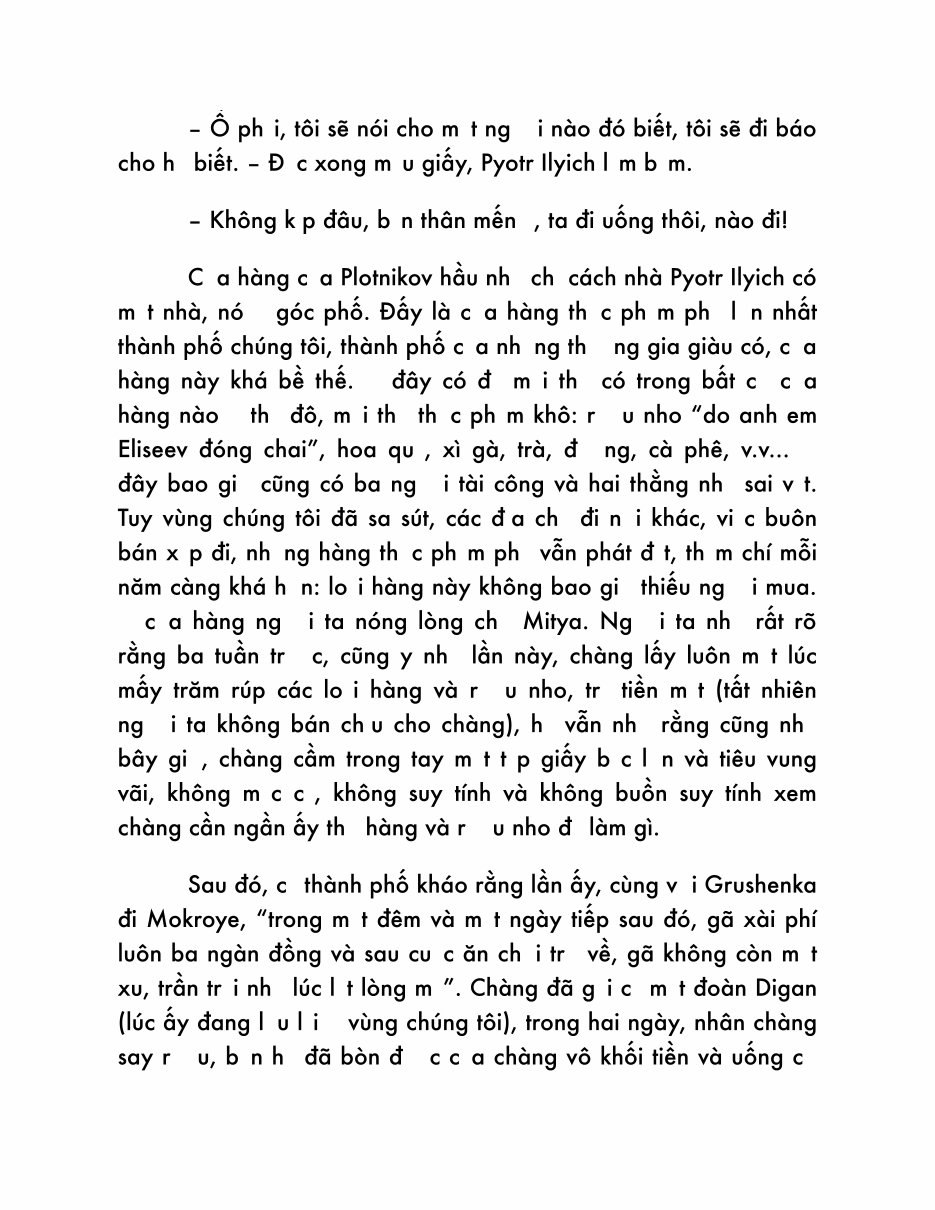 – Ồ ph i, tôi sẽ nói cho m t ng i nào đó biết, tôi sẽ đi báo
cho h biết. – Đ c xong m u giấy, Pyotr Ilyich l m b m.
– Không k p đâu, b n thân mến , ta đi uống thôi, nào đi!
C a hàng c a Plotnikov hầu nh ch cách nhà Pyotr Ilyich có
m t nhà, nó góc phố. Đấy là c a hàng th c ph m ph l n nhất
thành phố chúng tôi, thành phố c a nh ng th ng gia giàu có, c a
hàng này khá bề thế. đây có đ m i th có trong bất c c a
hàng nào th đô, m i th th c ph m khô: r u nho “do anh em
Eliseev đóng chai”, hoa qu , xì gà, trà, đ ng, cà phê, v.v...
đây bao gi cũng có ba ng i tài công và hai thằng nh sai v t.
Tuy vùng chúng tôi đã sa sút, các đ a ch đi n i khác, vi c buôn
bán x p đi, nh ng hàng th c ph m ph vẫn phát đ t, th m chí mỗi
năm càng khá h n: lo i hàng này không bao gi thiếu ng i mua.
c a hàng ng i ta nóng lòng ch Mitya. Ng i ta nh rất rõ
rằng ba tuần tr c, cũng y nh lần này, chàng lấy luôn m t lúc
mấy trăm rúp các lo i hàng và r u nho, tr tiền m t (tất nhiên
ng i ta không bán ch u cho chàng), h vẫn nh rằng cũng nh
bây gi , chàng cầm trong tay m t t p giấy b c l n và tiêu vung
vãi, không m c c , không suy tính và không buồn suy tính xem
chàng cần ngần ấy th hàng và r u nho đ làm gì.
Sau đó, c thành phố kháo rằng lần ấy, cùng v i Grushenka
đi Mokroye, “trong m t đêm và m t ngày tiếp sau đó, gã xài phí
luôn ba ngàn đồng và sau cu c ăn ch i tr về, gã không còn m t
xu, trần tr i nh lúc l t lòng m ”. Chàng đã g i c m t đoàn Digan
(lúc ấy đang l u l i vùng chúng tôi), trong hai ngày, nhân chàng
say r u, b n h đã bòn đ c c a chàng vô khối tiền và uống c